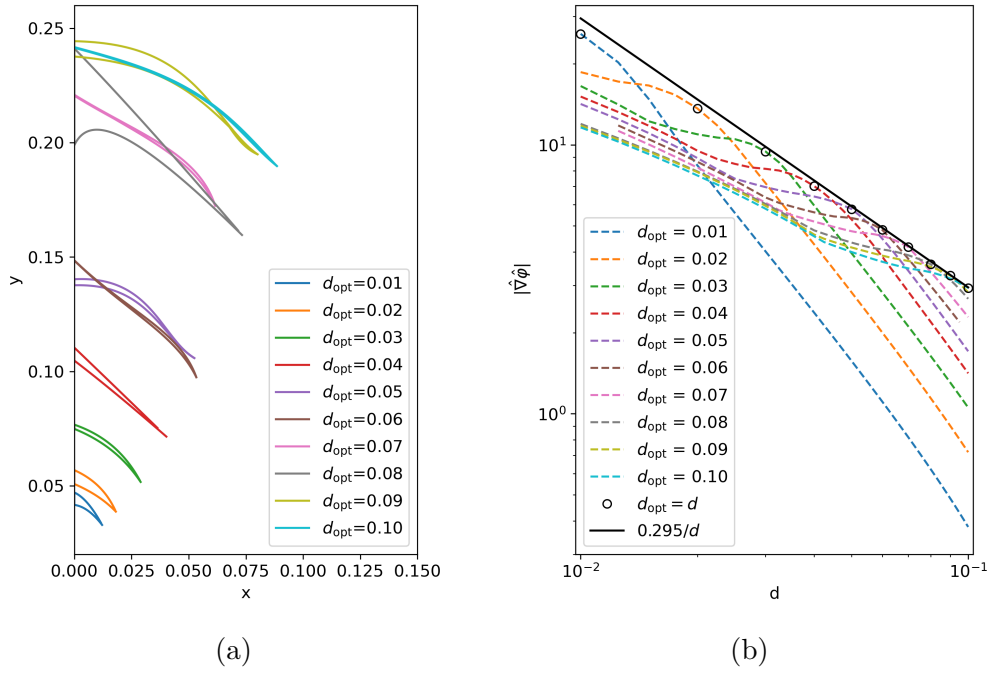 0.25
0.20
0.15
0.10
0.05
y
0.000 0.025 0.050 0.075 0.100 0.125 0.150
x
d_opt=0.01
d_opt=0.02
d_opt=0.03
d_opt=0.04
d_opt=0.05
d_opt=0.06
d_opt=0.07
d_opt=0.08
d_opt=0.09
d_opt=0.10
(a)
10¹
10⁰
|∇φ̂|
10⁻² 10⁻¹
d
d_opt = 0.01
d_opt = 0.02
d_opt = 0.03
d_opt = 0.04
d_opt = 0.05
d_opt = 0.06
d_opt = 0.07
d_opt = 0.08
d_opt = 0.09
d_opt = 0.10
d_opt = d
0.295/d
(b)